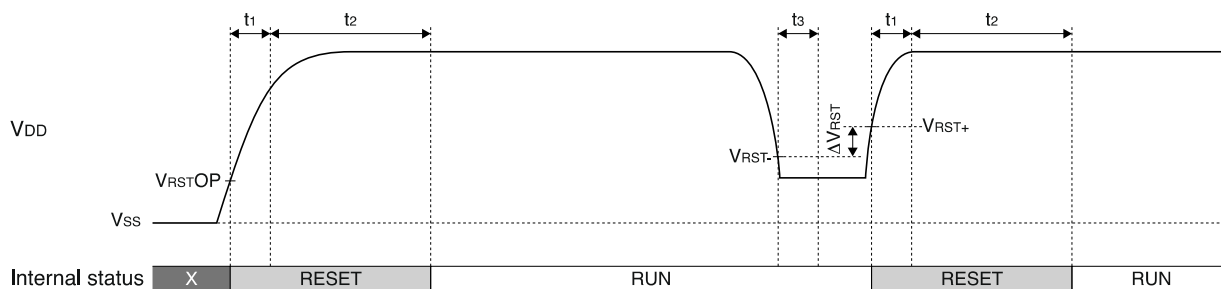 t1 t2 t3 t1 t2
VDD
ΔVRST
VRST+
VRST-
VRSTOP
VSS
Internal status X RESET RUN RESET RUN